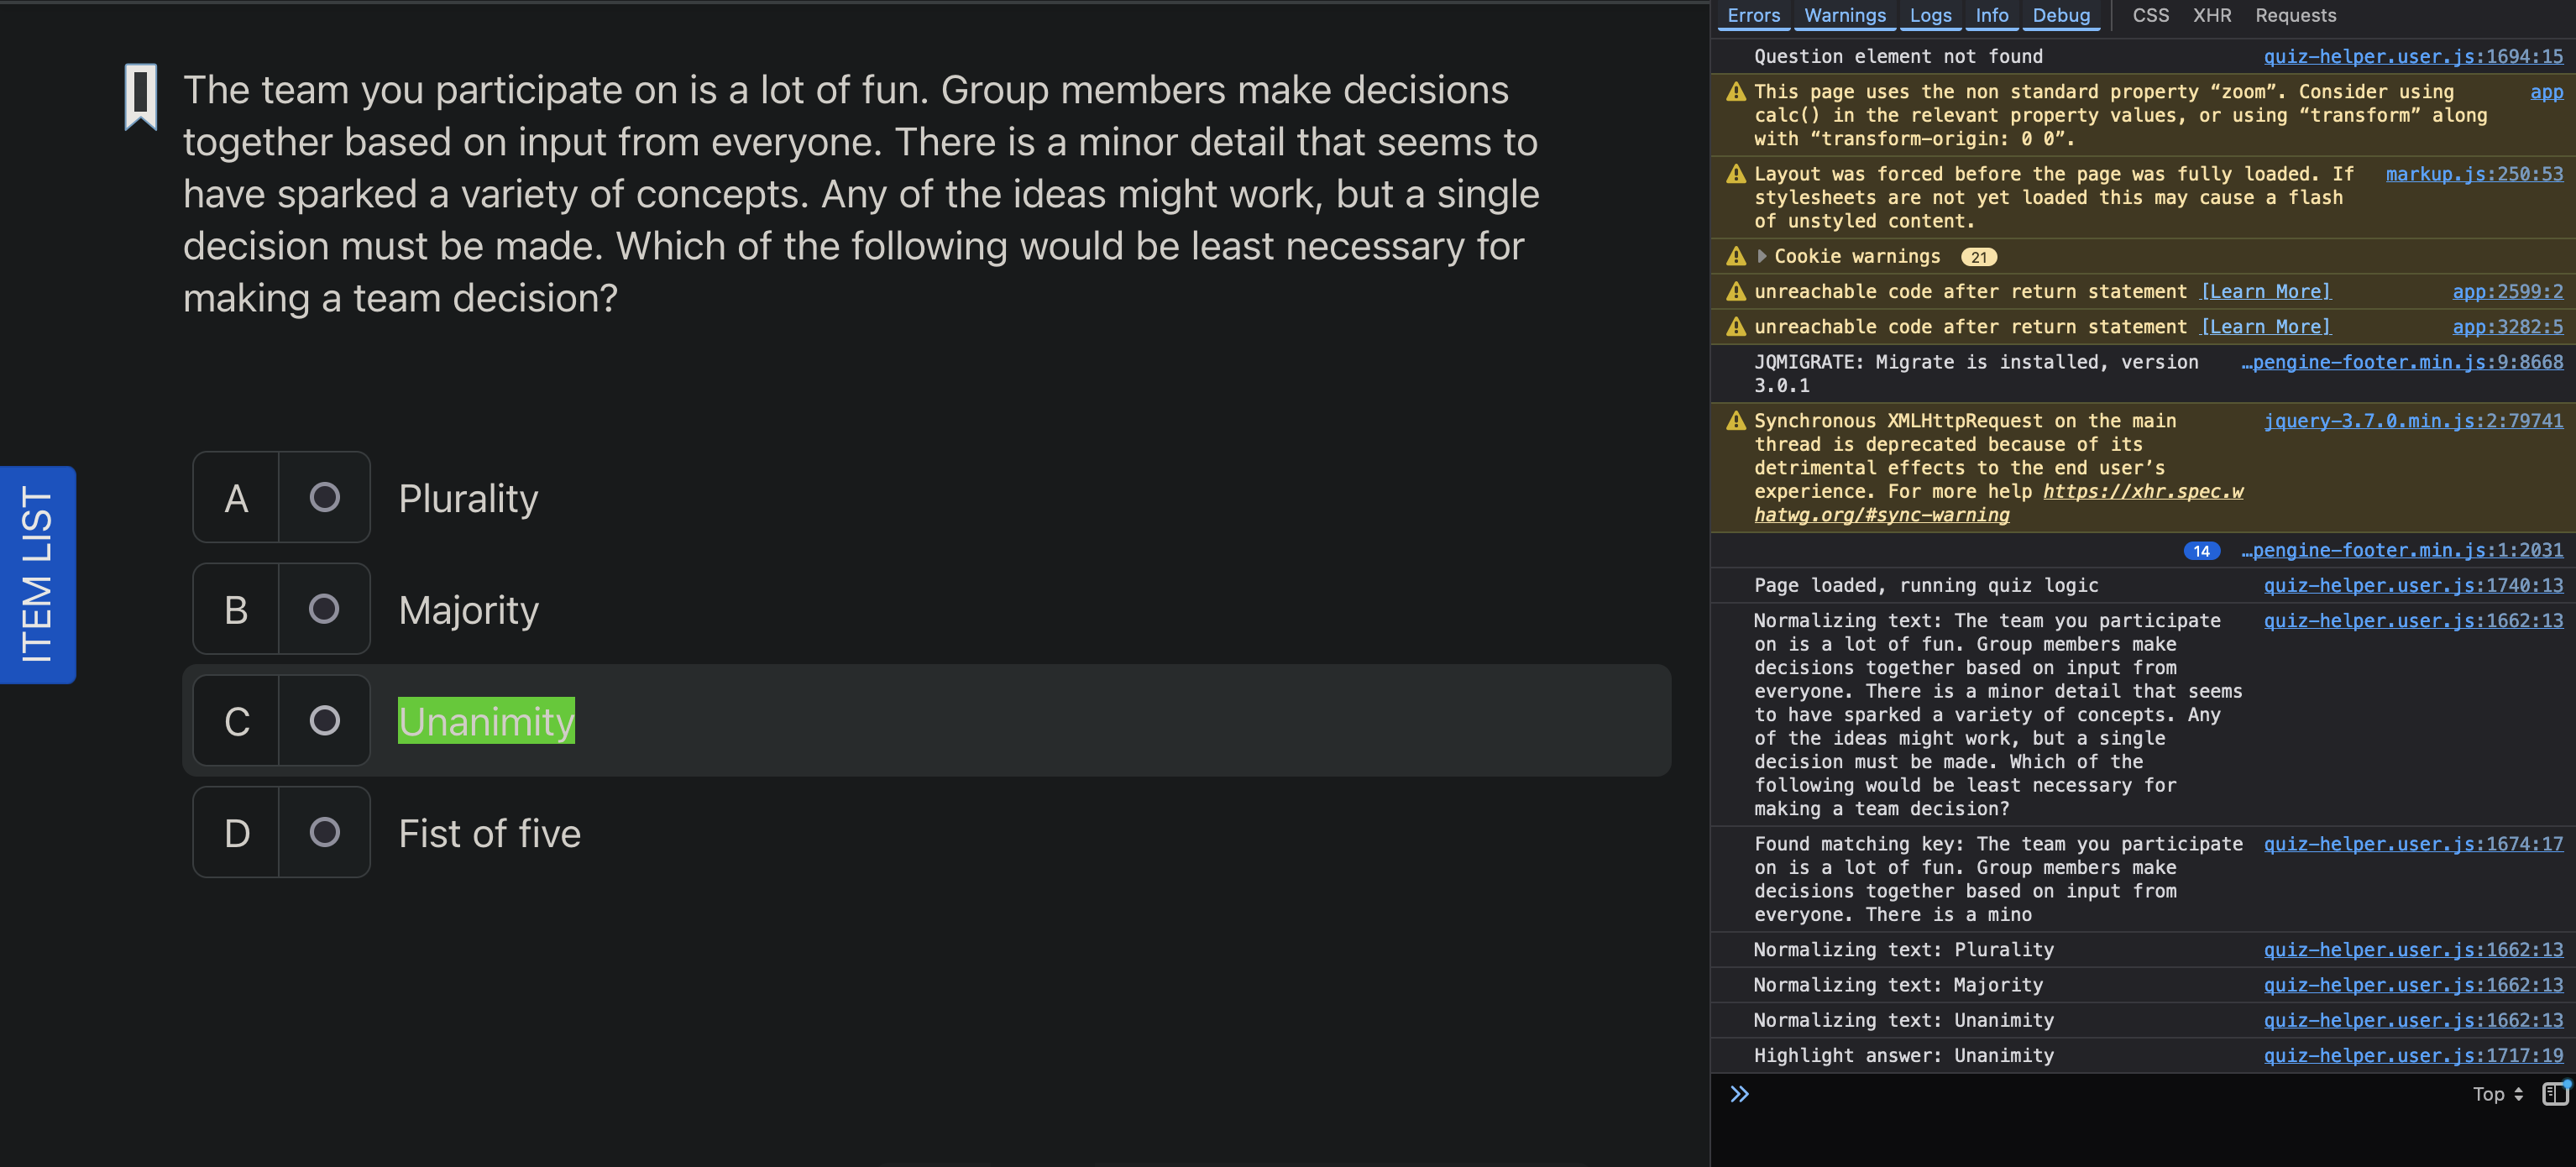 The team you participate on is a lot of fun. Group members make decisions
together based on input from everyone. There is a minor detail that seems to
have sparked a variety of concepts. Any of the ideas might work, but a single
decision must be made. Which of the following would be least necessary for
making a team decision?
ITEM LIST
A Plurality
B Majority
C Unanimity
D Fist of five
Errors Warnings Logs Info Debug CSS XHR Requests
Question element not found quiz-helper.user.js:1694:15
This page uses the non standard property “zoom”. Consider using app
calc() in the relevant property values, or using “transform” along
with “transform-origin: 0 0”.
Layout was forced before the page was fully loaded. If markup.js:250:53
stylesheets are not yet loaded this may cause a flash
of unstyled content.
Cookie warnings 21
unreachable code after return statement [Learn More] app:2599:2
unreachable code after return statement [Learn More] app:3282:5
JQMIGRATE: Migrate is installed, version …pengine-footer.min.js:9:8668
3.0.1
Synchronous XMLHttpRequest on the main jquery-3.7.0.min.js:2:79741
thread is deprecated because of its
detrimental effects to the end user’s
experience. For more help https://xhr.spec.w
hatwg.org/#sync-warning
14 …pengine-footer.min.js:1:2031
Page loaded, running quiz logic quiz-helper.user.js:1740:13
Normalizing text: The team you participate quiz-helper.user.js:1662:13
on is a lot of fun. Group members make
decisions together based on input from
everyone. There is a minor detail that seems
to have sparked a variety of concepts. Any
of the ideas might work, but a single
decision must be made. Which of the
following would be least necessary for
making a team decision?
Found matching key: The team you participate quiz-helper.user.js:1674:17
on is a lot of fun. Group members make
decisions together based on input from
everyone. There is a mino
Normalizing text: Plurality quiz-helper.user.js:1662:13
Normalizing text: Majority quiz-helper.user.js:1662:13
Normalizing text: Unanimity quiz-helper.user.js:1662:13
Highlight answer: Unanimity quiz-helper.user.js:1717:19
Top